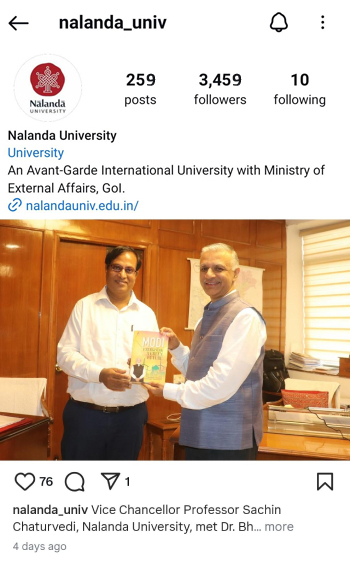 nalanda_univ
Nālandā
UNIVERSITY
259 3,459 10
posts followers following
Nalanda University
University
An Avant-Garde International University with Ministry of
External Affairs, GoI.
nalandauniv.edu.in/
MODI
76 1
nalanda_univ Vice Chancellor Professor Sachin
Chaturvedi, Nalanda University, met Dr. Bh... more
4 days ago